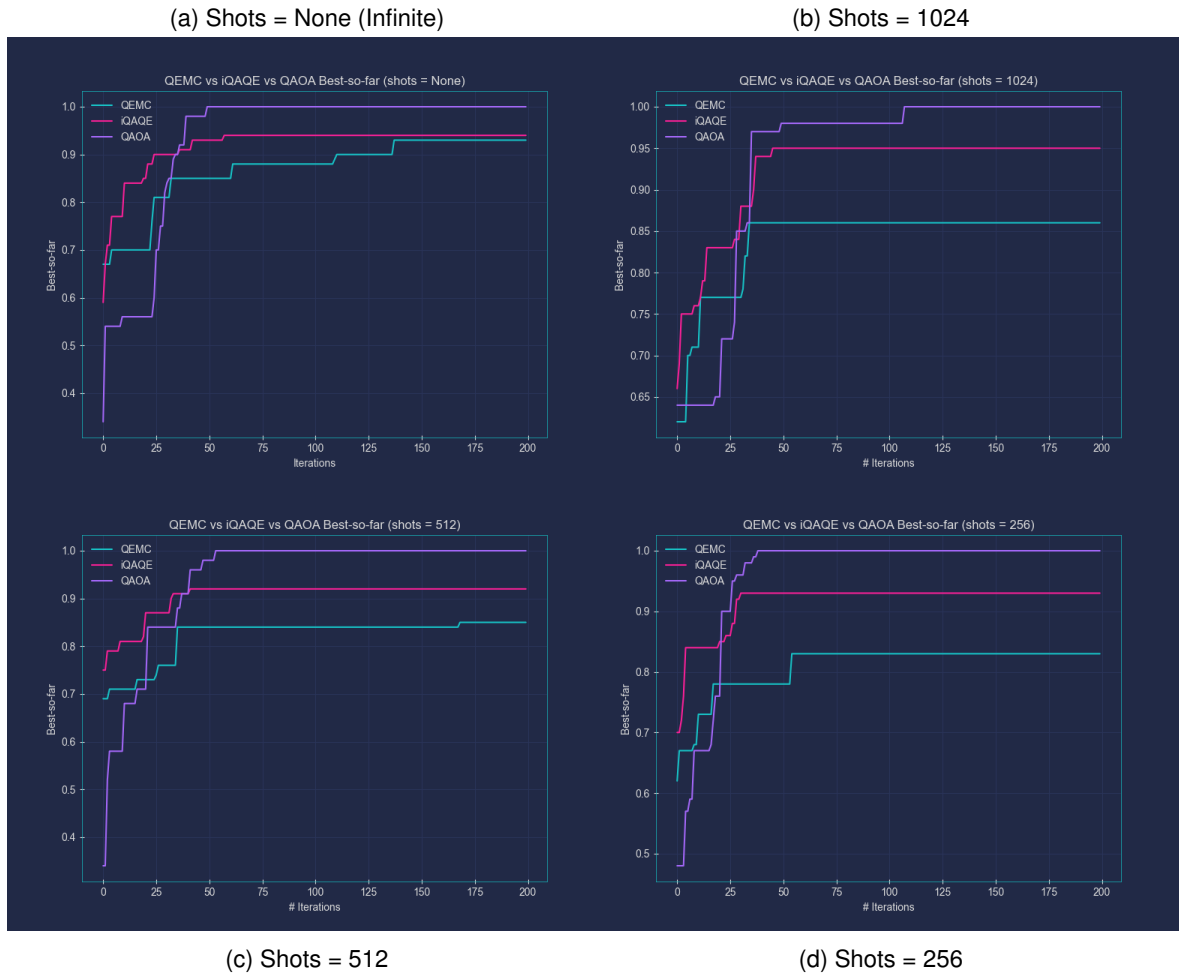 (a) Shots = None (Infinite)
(b) Shots = 1024
QEMC vs iQAQE vs QAOA Best-so-far (shots = None)
QEMC
iQAQE
QAOA
1.0
0.9
0.8
0.7
0.6
0.5
0.4
Best-so-far
0
25
50
75
100
125
150
175
200
Iterations
QEMC vs iQAQE vs QAOA Best-so-far (shots = 1024)
QEMC
iQAQE
QAOA
1.00
0.95
0.90
0.85
0.80
0.75
0.70
0.65
Best-so-far
0
25
50
75
100
125
150
175
200
# Iterations
QEMC vs iQAQE vs QAOA Best-so-far (shots = 512)
QEMC
iQAQE
QAOA
1.0
0.9
0.8
0.7
0.6
0.5
0.4
Best-so-far
0
25
50
75
100
125
150
175
200
# Iterations
QEMC vs iQAQE vs QAOA Best-so-far (shots = 256)
QEMC
iQAQE
QAOA
1.0
0.9
0.8
0.7
0.6
0.5
Best-so-far
0
25
50
75
100
125
150
175
200
# Iterations
(c) Shots = 512
(d) Shots = 256